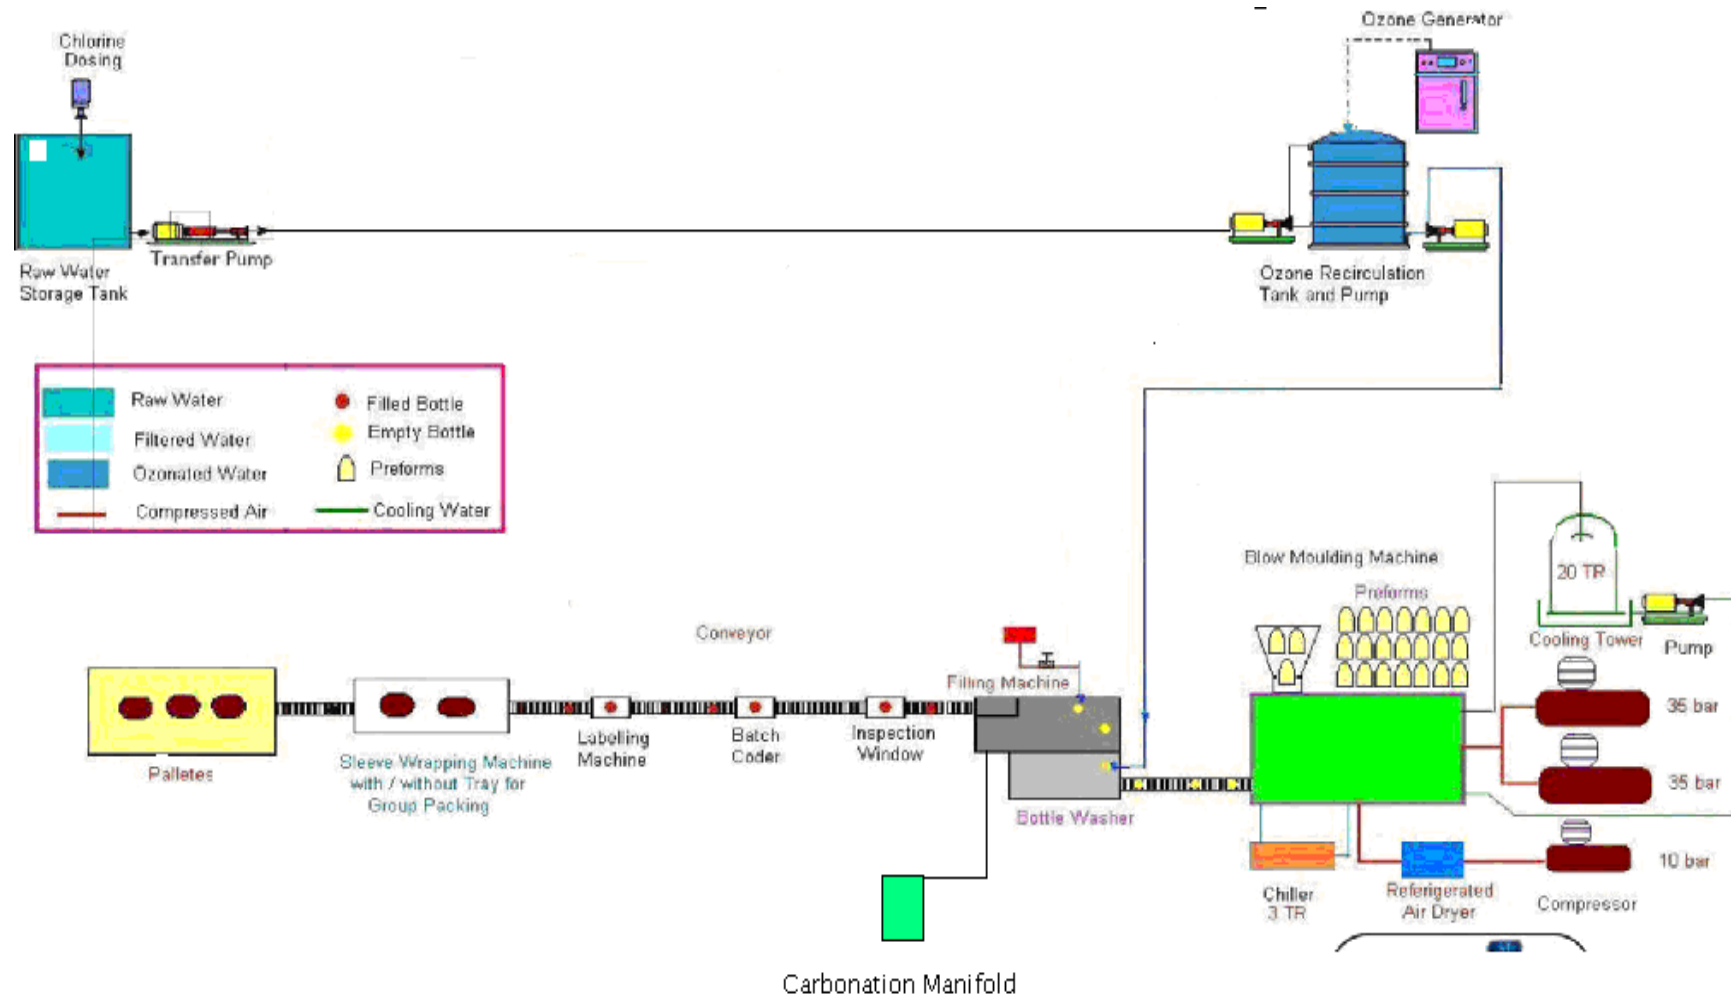 Ozone Generator
Chlorine
Dosing
Transfer Pump
Raw Water
Storage Tank
Ozone Recirculation
Tank and Pump
Raw Water
Filtered Water
Ozonated Water
Compressed Air
Filled Bottle
Empty Bottle
Preforms
Cooling Water
Blow Moulding Machine
Preforms
20 TR
Cooling Tower
Pump
Conveyor
Filling Machine
35 bar
35 bar
10 bar
Palletes
Sleeve Wrapping Machine
with / without Tray for
Group Packing
Labelling
Machine
Batch
Coder
Inspection
Window
Bottle Washer
Chiller
3 TR
Referigerated
Air Dryer
Compressor
Carbonation Manifold